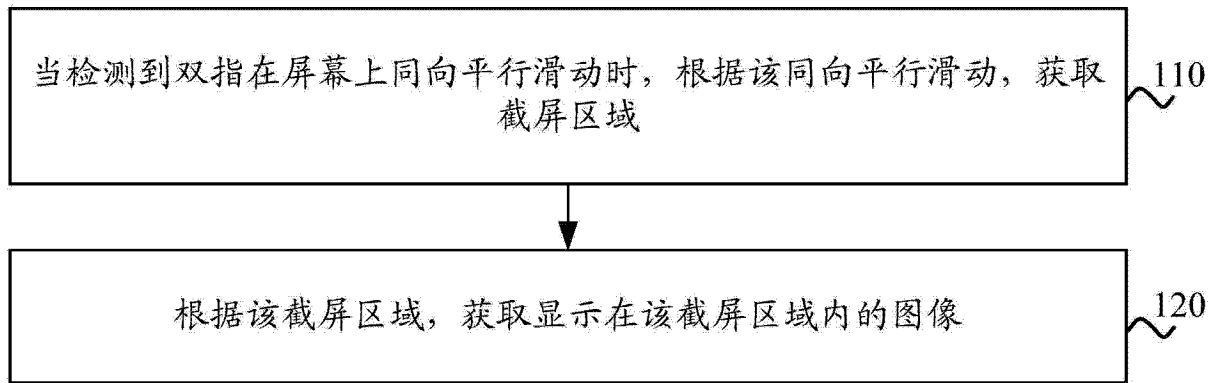 当检测到双指在屏幕上同向平行滑动时，根据该同向平行滑动，获取
截屏区域
110
根据该截屏区域，获取显示在该截屏区域内的图像
120